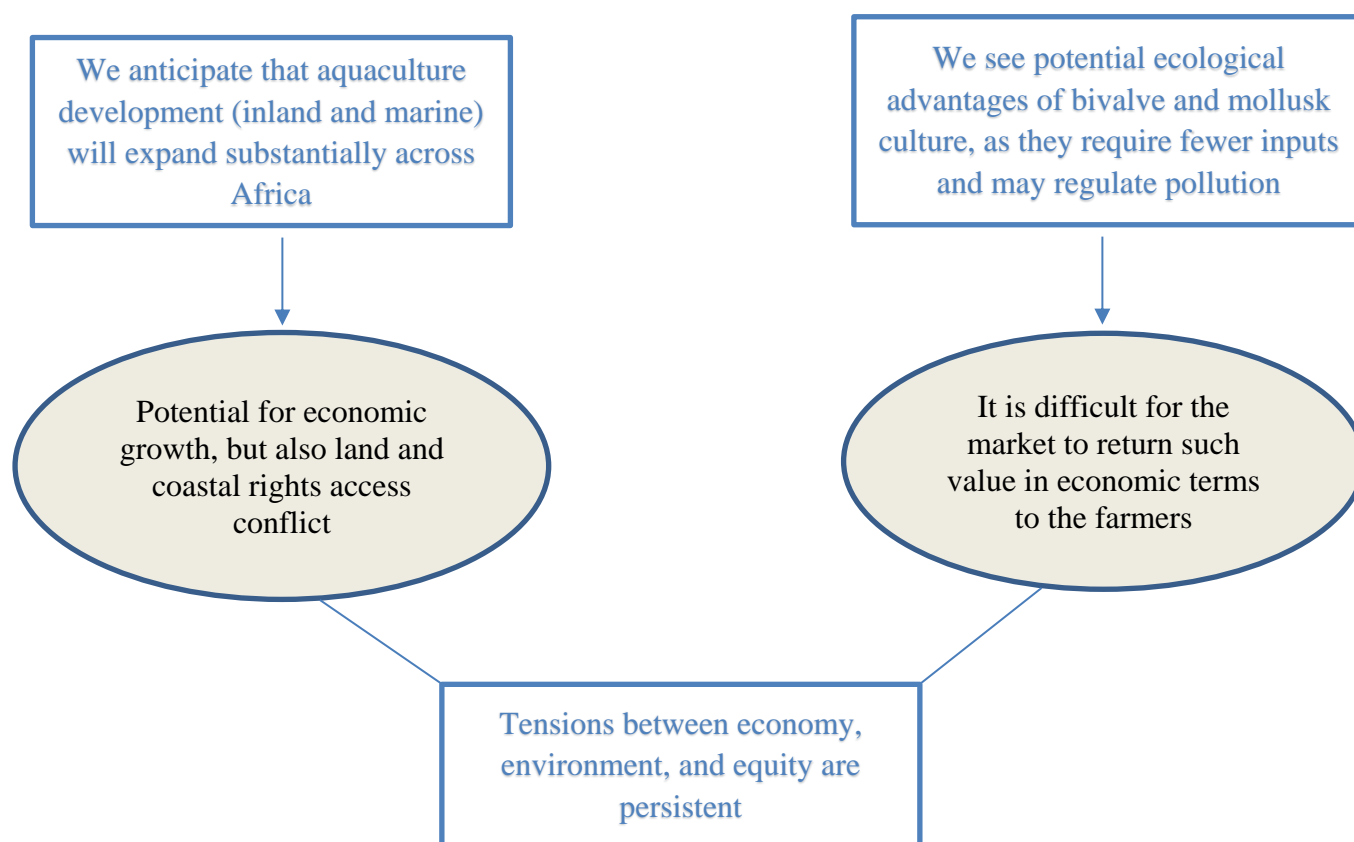 We anticipate that aquaculture
development (inland and marine)
will expand substantially across
Africa
We see potential ecological
advantages of bivalve and mollusk
culture, as they require fewer inputs
and may regulate pollution
Potential for economic
growth, but also land and
coastal rights access
conflict
It is difficult for the
market to return such
value in economic terms
to the farmers
Tensions between economy,
environment, and equity are
persistent